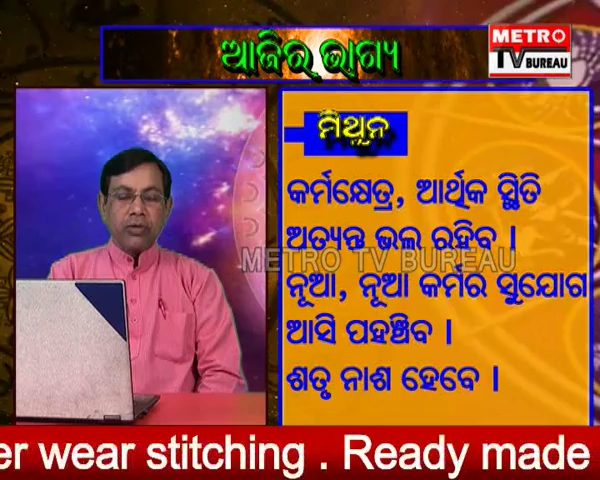 ଆଜିର ଭାଗ୍ୟ
METRO
TV BUREAU
ମିଥୁନ
କର୍ମକ୍ଷେତ୍ର, ଆର୍ଥିକ ସ୍ଥିତି
ଅତ୍ୟନ୍ତ ଭଲ ରହିବ ।
METRO TV BUREAU
ନୂଆ, ନୂଆ କର୍ମର ସୁଯୋଗ
ଆସି ପହଞ୍ଚିବ ।
ଶତୃ ନାଶ ହେବେ ।
er wear stitching . Ready made